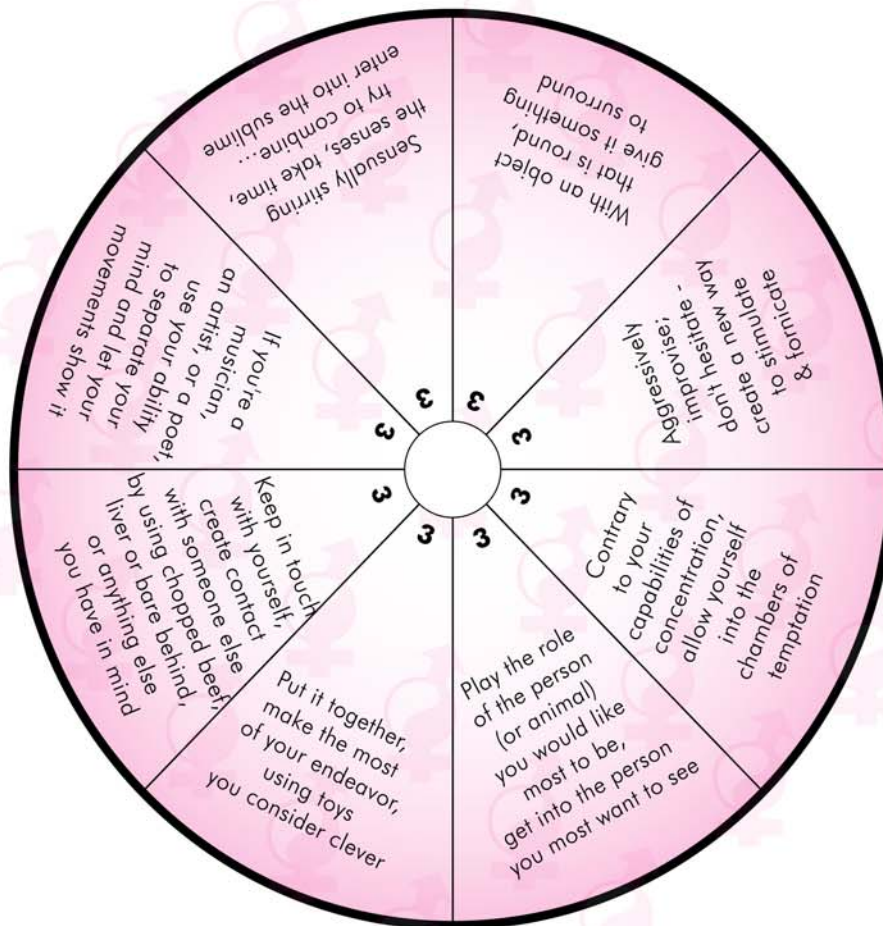 With an object
that is round,
give it something
to surround
3
Aggressively
improvise;
don't hesitate -
create a new way
to stimulate
& fornicate
3
Contrary
to your
capabilities of
concentration,
allow yourself
into the
chambers of
temptation
3
Play the role
of the person
(or animal)
you would like
most to be,
get into the person
you most want to see
3
Put it together,
make the most
of your endeavor,
using toys
you consider clever
3
Keep in touch
with yourself,
create contact
with someone else
by using chopped beef,
liver or bare behind,
or anything else
you have in mind
3
If you're a
musician,
an artist, or a poet,
use your ability
to separate your
mind and let your
movements show it
3
Sensually stirring
the senses, take time,
try to combine ...
enter into the sublime
3